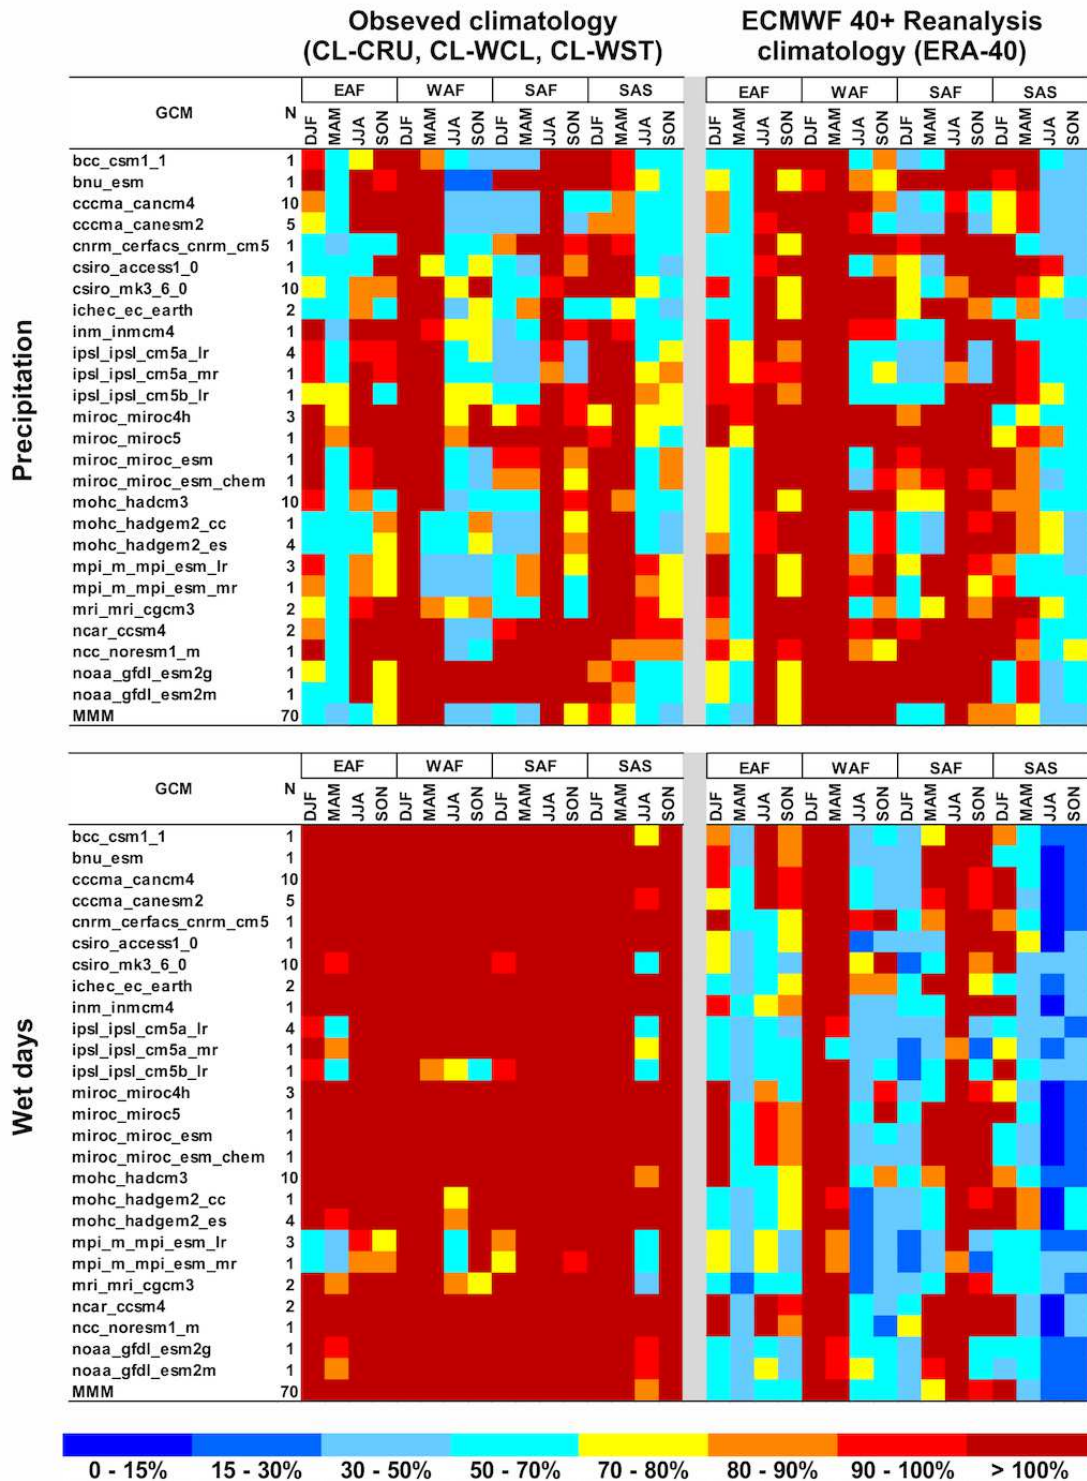 Obseved climatology
(CL-CRU, CL-WCL, CL-WST)
ECMWF 40+ Reanalysis
climatology (ERA-40)
Precipitation
GCM N EAF WAF SAF SAS EAF WAF SAF SAS
DJF MAM JJA SON DJF MAM JJA SON DJF MAM JJA SON DJF MAM JJA SON DJF MAM JJA SON DJF MAM JJA SON DJF MAM JJA SON DJF MAM JJA SON
bcc_csm1_1 1
bnu_esm 1
cccma_cancm4 10
cccma_canesm2 5
cnrm_cerfacs_cnrm_cm5 1
csiro_access1_0 1
csiro_mk3_6_0 10
ichec_ec_earth 2
inm_inmcm4 1
ipsl_ipsl_cm5a_lr 4
ipsl_ipsl_cm5a_mr 1
ipsl_ipsl_cm5b_lr 1
miroc_miroc4h 3
miroc_miroc5 1
miroc_miroc_esm 1
miroc_miroc_esm_chem 1
mohc_hadcm3 10
mohc_hadgem2_cc 1
mohc_hadgem2_es 4
mpi_m_mpi_esm_lr 3
mpi_m_mpi_esm_mr 1
mri_mri_cgcm3 2
ncar_ccsm4 2
ncc_noresm1_m 1
noaa_gfdl_esm2g 1
noaa_gfdl_esm2m 1
MMM 70
Wet days
GCM N EAF WAF SAF SAS EAF WAF SAF SAS
DJF MAM JJA SON DJF MAM JJA SON DJF MAM JJA SON DJF MAM JJA SON DJF MAM JJA SON DJF MAM JJA SON DJF MAM JJA SON DJF MAM JJA SON
bcc_csm1_1 1
bnu_esm 1
cccma_cancm4 10
cccma_canesm2 5
cnrm_cerfacs_cnrm_cm5 1
csiro_access1_0 1
csiro_mk3_6_0 10
ichec_ec_earth 2
inm_inmcm4 1
ipsl_ipsl_cm5a_lr 4
ipsl_ipsl_cm5a_mr 1
ipsl_ipsl_cm5b_lr 1
miroc_miroc4h 3
miroc_miroc5 1
miroc_miroc_esm 1
miroc_miroc_esm_chem 1
mohc_hadcm3 10
mohc_hadgem2_cc 1
mohc_hadgem2_es 4
mpi_m_mpi_esm_lr 3
mpi_m_mpi_esm_mr 1
mri_mri_cgcm3 2
ncar_ccsm4 2
ncc_noresm1_m 1
noaa_gfdl_esm2g 1
noaa_gfdl_esm2m 1
MMM 70
0 - 15% 15 - 30% 30 - 50% 50 - 70% 70 - 80% 80 - 90% 90 - 100% > 100%